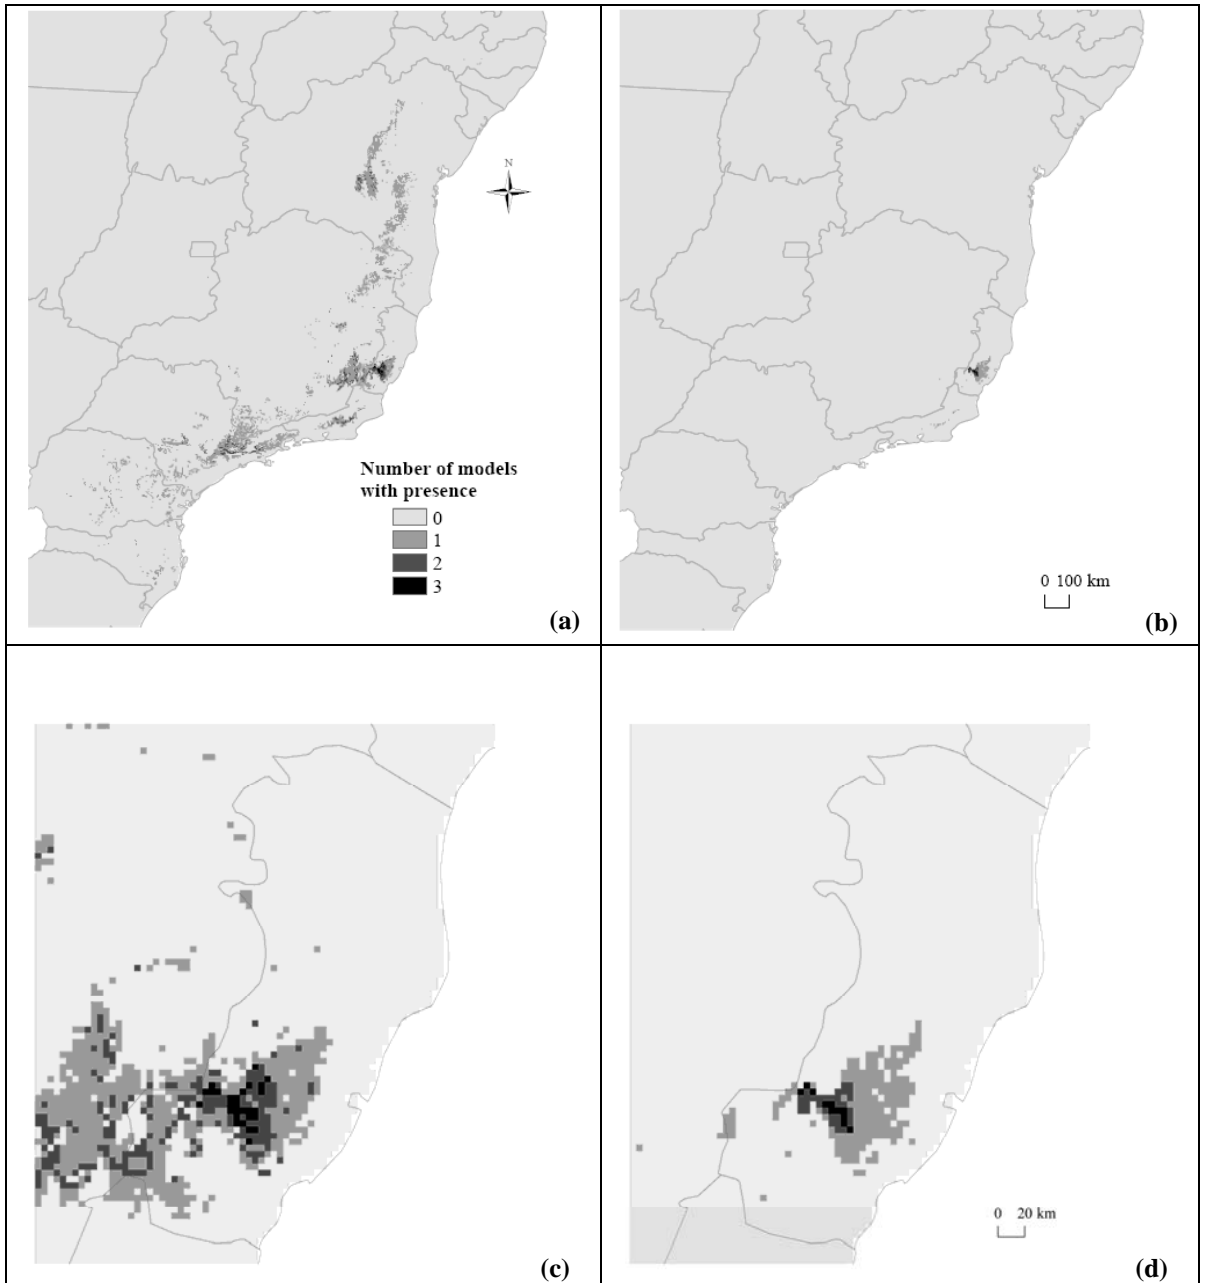 N
Number of models
with presence
0
1
2
3
(a)
0 100 km
(b)
(c)
0 20 km
(d)